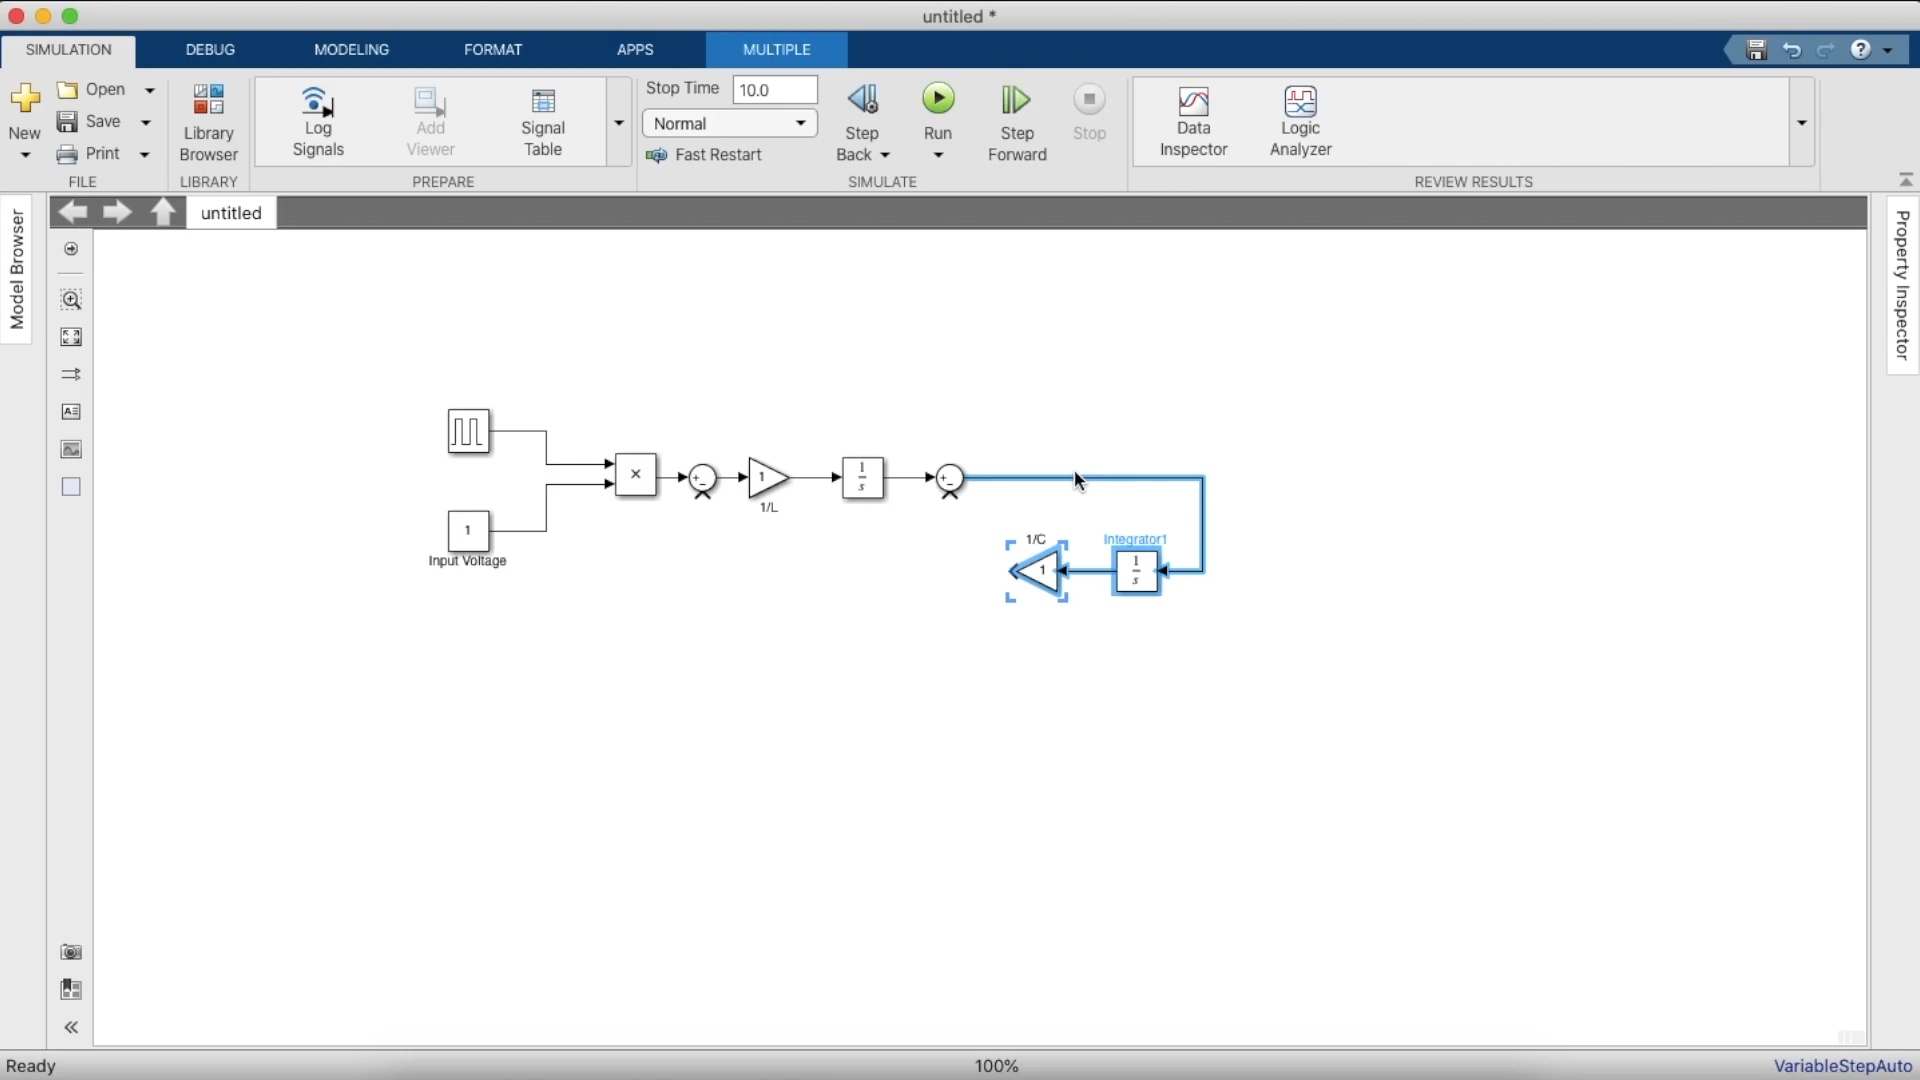 untitled *
SIMULATION DEBUG MODELING FORMAT APPS MULTIPLE
?
New
Open
Save
Print
FILE
Library
Browser
LIBRARY
Log
Signals
Add
Viewer
Signal
Table
PREPARE
Stop Time 10.0
Normal
Fast Restart
Step
Back
Run
Step
Forward
Stop
SIMULATE
Data
Inspector
Logic
Analyzer
REVIEW RESULTS
Model Browser
untitled
Property Inspector
×
+
-
1
1/L
1
s
+
-
1
Input Voltage
1/C
1
Integrator1
1
s
Ready 100% VariableStepAuto